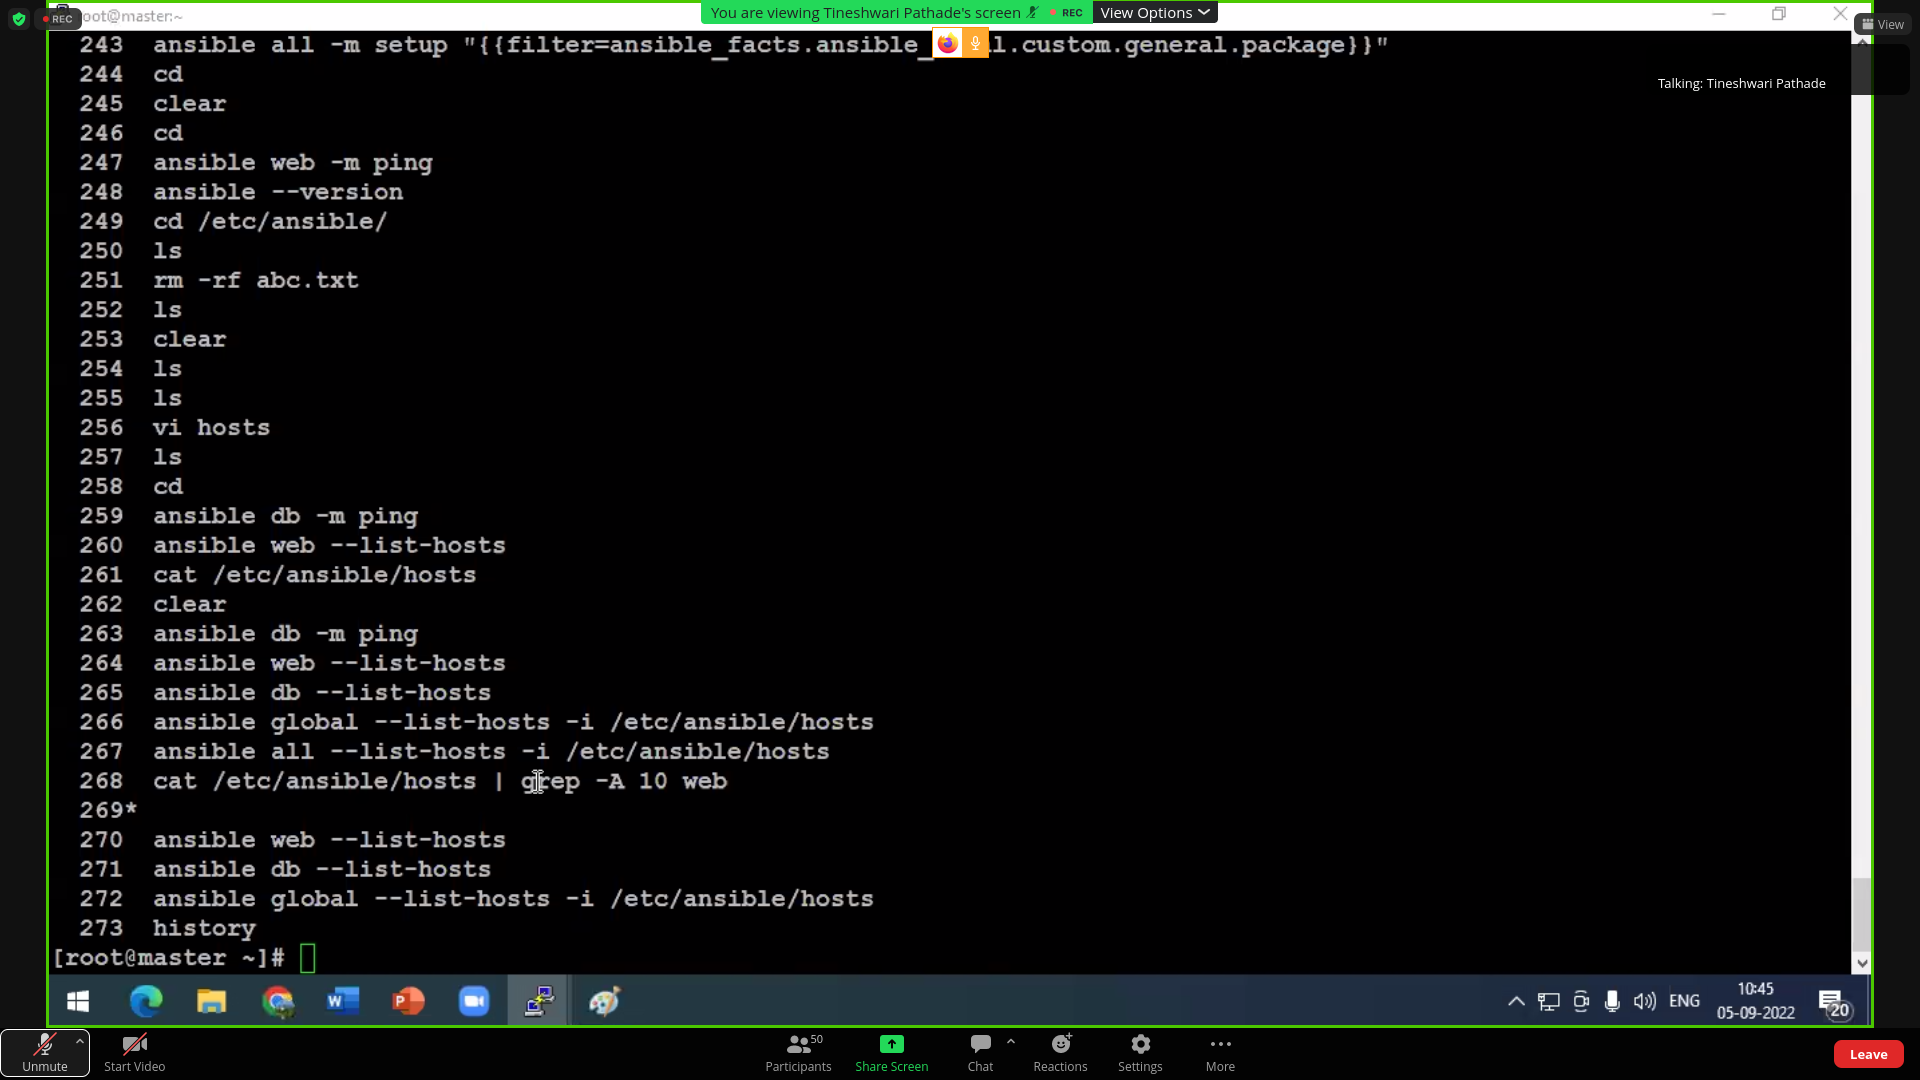 root@master:~
REC
You are viewing Tineshwari Pathade's screen
REC
View Options
View
Talking: Tineshwari Pathade
243 ansible all -m setup "{{filter=ansible_facts.ansible_ l.custom.general.package}}"
244 cd
245 clear
246 cd
247 ansible web -m ping
248 ansible --version
249 cd /etc/ansible/
250 ls
251 rm -rf abc.txt
252 ls
253 clear
254 ls
255 ls
256 vi hosts
257 ls
258 cd
259 ansible db -m ping
260 ansible web --list-hosts
261 cat /etc/ansible/hosts
262 clear
263 ansible db -m ping
264 ansible web --list-hosts
265 ansible db --list-hosts
266 ansible global --list-hosts -i /etc/ansible/hosts
267 ansible all --list-hosts -i /etc/ansible/hosts
268 cat /etc/ansible/hosts | grep -A 10 web
269*
270 ansible web --list-hosts
271 ansible db --list-hosts
272 ansible global --list-hosts -i /etc/ansible/hosts
273 history
[root@master ~]#
ENG
10:45
05-09-2022
20
Unmute
Start Video
Participants
50
Share Screen
Chat
Reactions
Settings
More
Leave